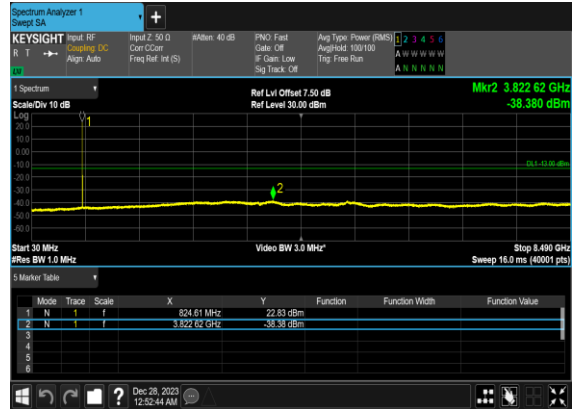 Spectrum Analyzer 1
Swept SA
+
KEYSIGHT Input: RF Input Z: 50 Ω #Atten: 40 dB PNO: Fast Avg Type: Power (RMS) 1 2 3 4 5 6
R T Coupling: DC Corr CCorr Gate: Off Avg|Hold: 100/100 A W W W W W
Align: Auto Freq Ref: Int (S) IF Gain: Low Trig: Free Run
Sig Track: Off A N N N N N
1 Spectrum Ref Lvl Offset 7.50 dB Mkr2 3.822 62 GHz
Scale/Div 10 dB Ref Level 30.00 dBm -38.380 dBm
Log
20.0
10.0
0.00
-10.0
-20.0
-30.0
-40.0
-50.0
-60.0
1
2
DL1 -13.00 dBm
Start 30 MHz Video BW 3.0 MHz* Stop 8.490 GHz
#Res BW 1.0 MHz Sweep 16.0 ms (40001 pts)
5 Marker Table
Mode Trace Scale X Y Function Function Width Function Value
1 N 1 f 824.61 MHz 22.83 dBm
2 N 1 f 3.822 62 GHz -38.38 dBm
3
4
5
6
? Dec 28, 2023
12:52:44 AM